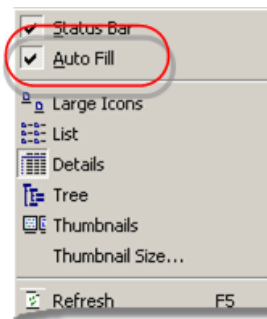 Status Bar
Auto Fill
Large Icons
List
Details
Tree
Thumbnails
Thumbnail Size...
Refresh F5